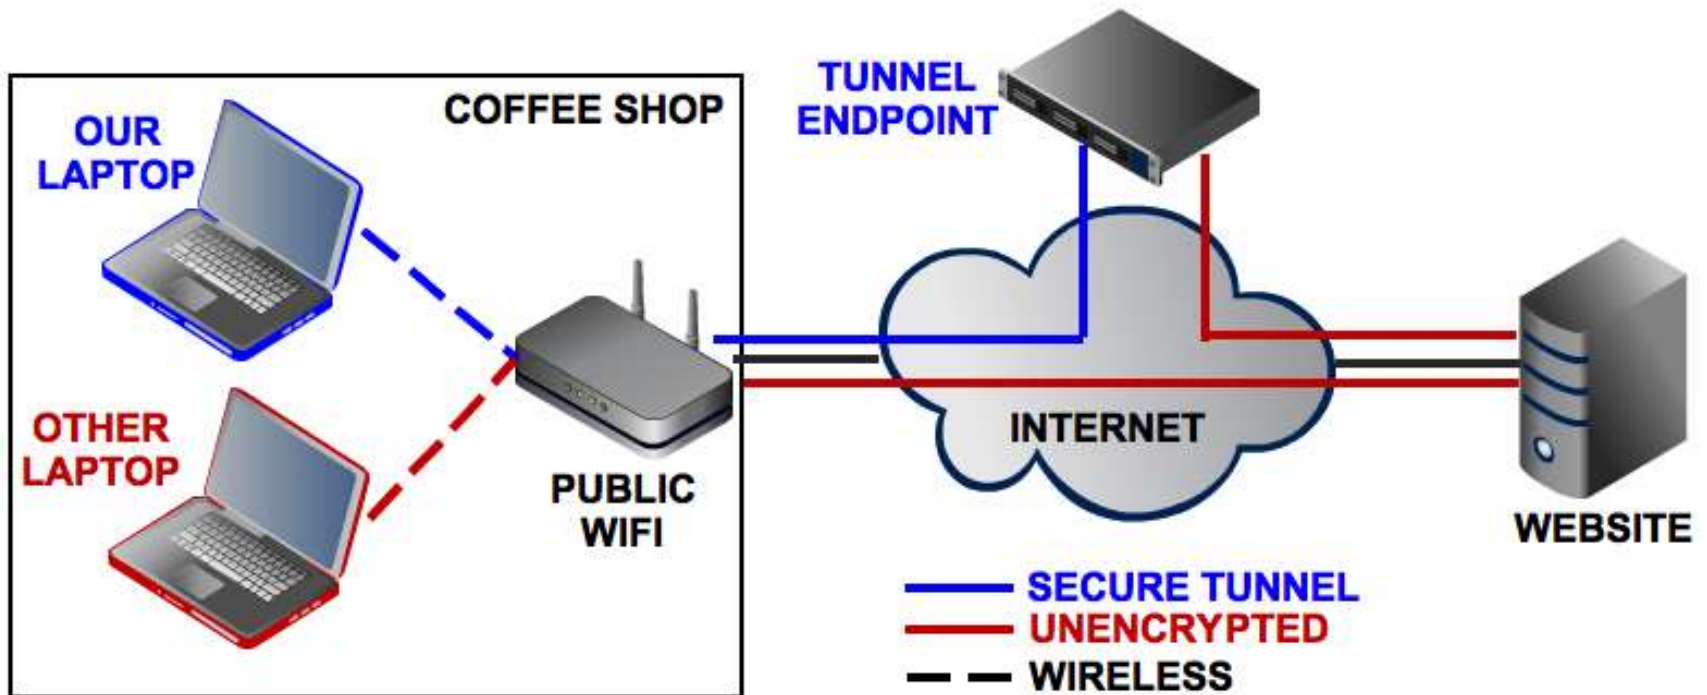 COFFEE SHOP
OUR
LAPTOP
OTHER
LAPTOP
PUBLIC
WIFI
TUNNEL
ENDPOINT
INTERNET
WEBSITE
SECURE TUNNEL
UNENCRYPTED
WIRELESS